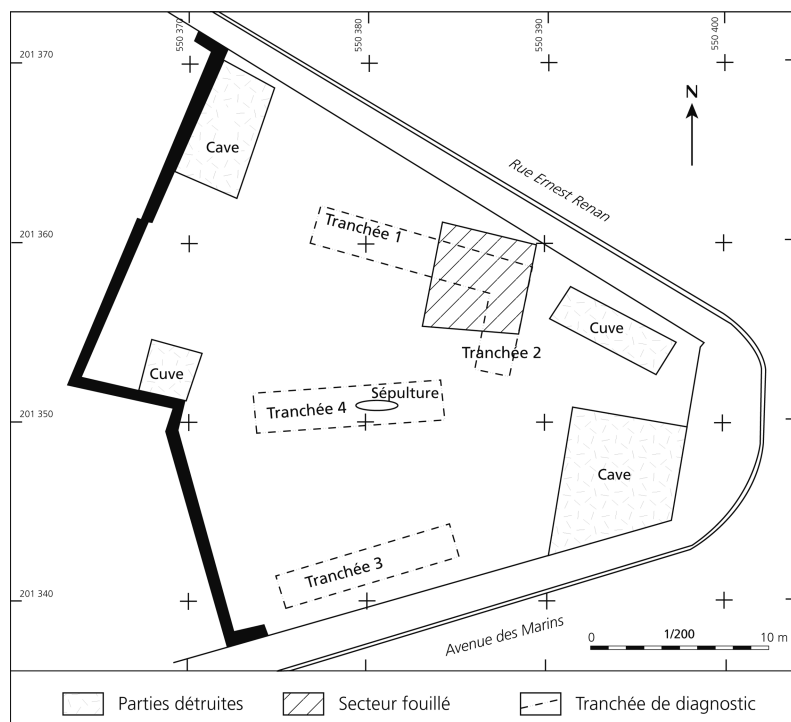 550 370
550 380
550 390
550 400
201 370
N
Cave
Rue Ernest Renan
Tranchée 1
201 360
Cuve
Tranchée 2
Cuve
Sépulture
Tranchée 4
201 350
Cave
Tranchée 3
201 340
Avenue des Marins
0 1/200 10 m
Parties détruites Secteur fouillé Tranchée de diagnostic